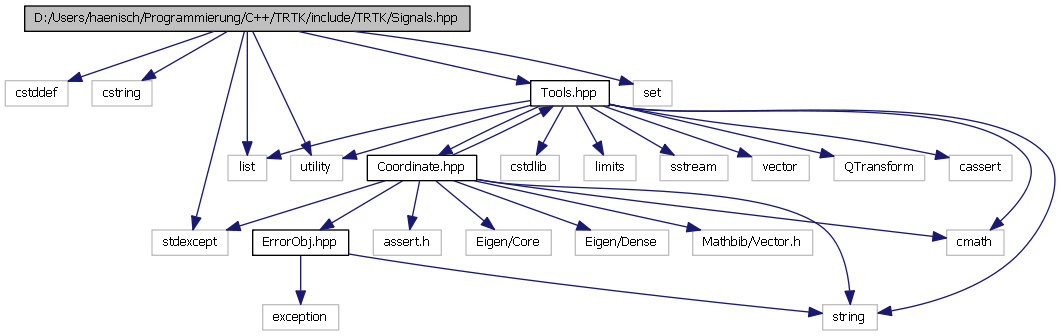 D:/Users/haenisch/Programmierung/C++/TRTK/include/TRTK/Signals.hpp
cstddef
cstring
Tools.hpp
set
list
utility
Coordinate.hpp
cstdlib
limits
sstream
vector
QTransform
cassert
stdexcept
ErrorObj.hpp
assert.h
Eigen/Core
Eigen/Dense
Mathbib/Vector.h
cmath
exception
string